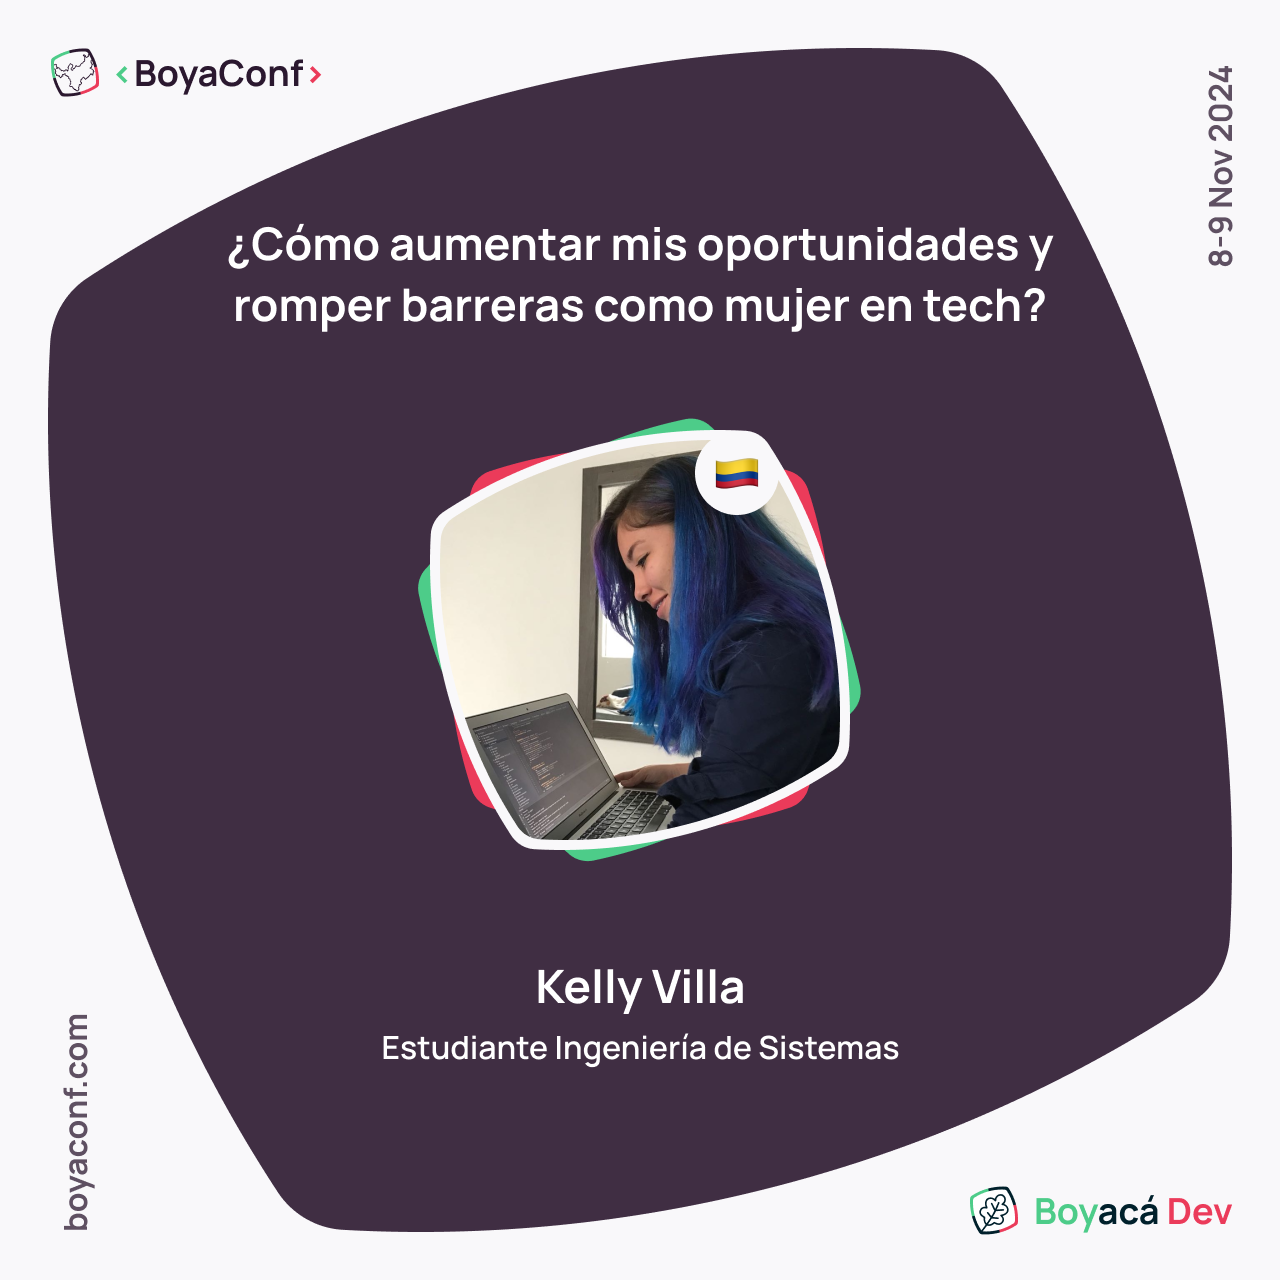 <BoyaConf>
8-9 Nov 2024
¿Cómo aumentar mis oportunidades y
romper barreras como mujer en tech?
Kelly Villa
Estudiante Ingeniería de Sistemas
boyaconf.com
Boyacá Dev